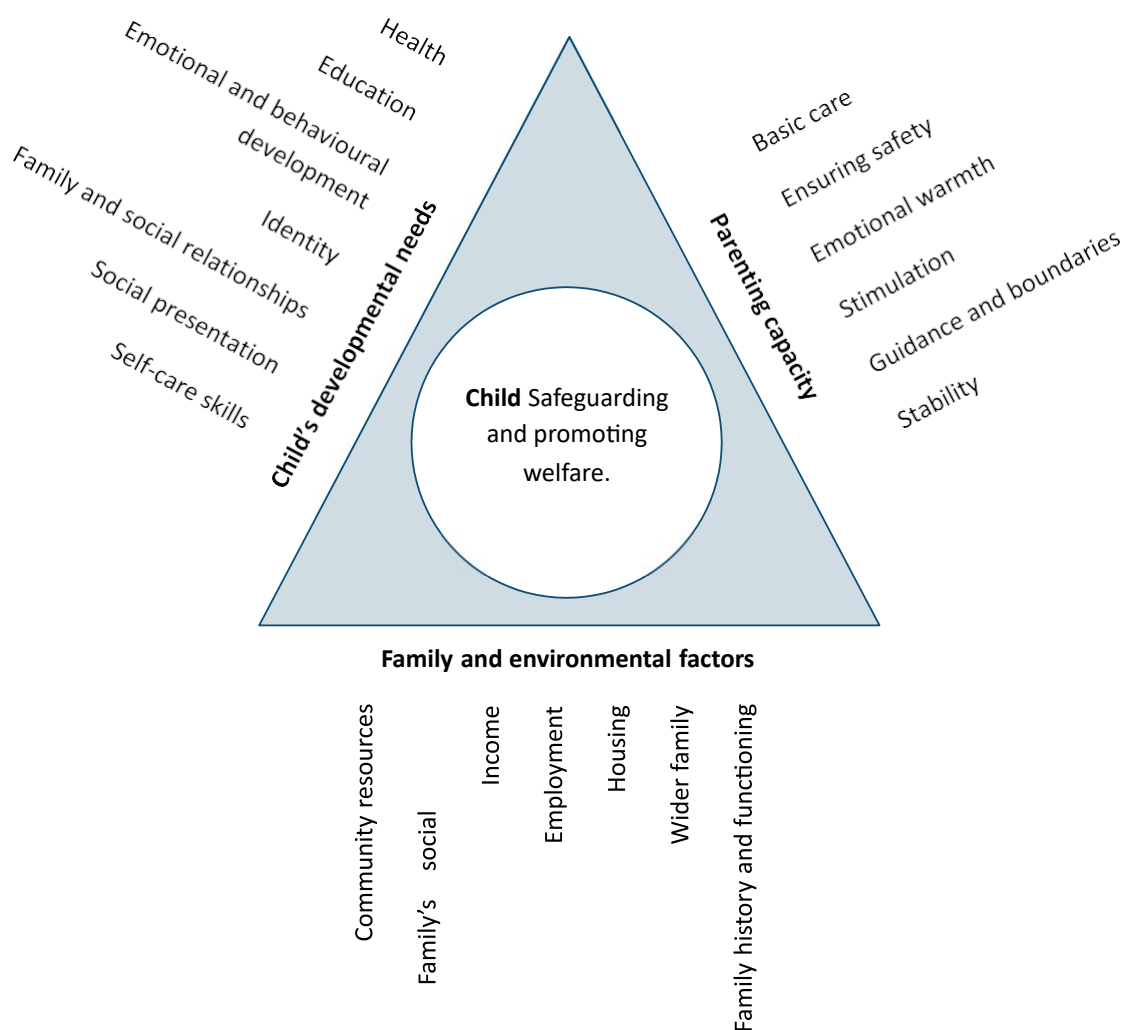 Health
Education
Emotional and behavioural
development
Identity
Family and social relationships
Social presentation
Self-care skills
Child's developmental needs
Basic care
Ensuring safety
Emotional warmth
Stimulation
Guidance and boundaries
Stability
Parenting capacity
Child Safeguarding
and promoting
welfare.
Family and environmental factors
Community resources
Family's social
Income
Employment
Housing
Wider family
Family history and functioning